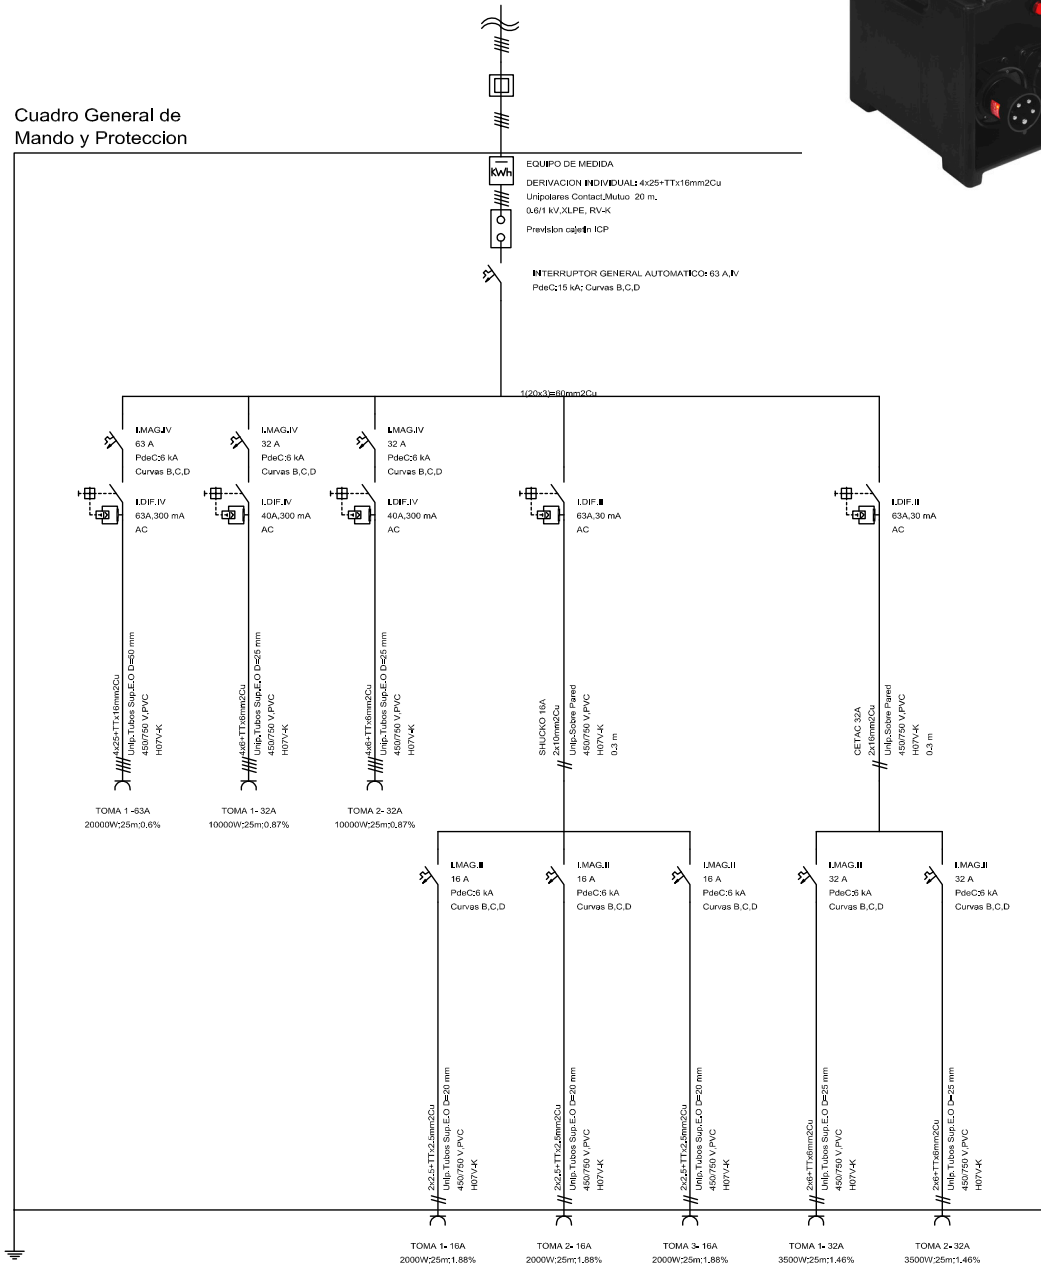 Cuadro General de
Mando y Proteccion
KWh
EQUIPO DE MEDIDA
DERIVACION INDIVIDUAL: 4x25+TTx16mm2Cu
Unipolares Contact.Mutuo 20 m.
0.6/1 kV,XLPE, RV-K
Prevision cajetin ICP
INTERRUPTOR GENERAL AUTOMATICO: 63 A,IV
PdeC:15 kA; Curvas B,C,D
1(20x3)=60mm2Cu
I.MAG.IV
63 A
PdeC:6 kA
Curvas B,C,D
I.MAG.IV
32 A
PdeC:6 kA
Curvas B,C,D
I.MAG.IV
32 A
PdeC:6 kA
Curvas B,C,D
I.DIF.IV
63A,300 mA
AC
I.DIF.IV
40A,300 mA
AC
I.DIF.IV
40A,300 mA
AC
I.DIF.II
63A,30 mA
AC
I.DIF.II
63A,30 mA
AC
4x25+TTx16mm2Cu
Unip.Tubos Sup.E.O D=50 mm
450/750 V,PVC
H07V-K
4x6+TTx6mm2Cu
Unip.Tubos Sup.E.O D=25 mm
450/750 V,PVC
H07V-K
4x6+TTx6mm2Cu
Unip.Tubos Sup.E.O D=25 mm
450/750 V,PVC
H07V-K
SHUCKO 16A
2x10mm2Cu
Unip.Sobre Pared
450/750 V,PVC
H07V-K
0.3 m
CETAC 32A
2x16mm2Cu
Unip.Sobre Pared
450/750 V,PVC
H07V-K
0.3 m
TOMA 1 -63A
20000W;25m;0.6%
TOMA 1- 32A
10000W;25m;0.87%
TOMA 2- 32A
10000W;25m;0.87%
I.MAG.II
16 A
PdeC:6 kA
Curvas B,C,D
I.MAG.II
16 A
PdeC:6 kA
Curvas B,C,D
I.MAG.II
16 A
PdeC:6 kA
Curvas B,C,D
I.MAG.II
32 A
PdeC:6 kA
Curvas B,C,D
I.MAG.II
32 A
PdeC:6 kA
Curvas B,C,D
2x2.5+TTx2.5mm2Cu
Unip.Tubos Sup.E.O D=20 mm
450/750 V,PVC
H07V-K
2x2.5+TTx2.5mm2Cu
Unip.Tubos Sup.E.O D=20 mm
450/750 V,PVC
H07V-K
2x2.5+TTx2.5mm2Cu
Unip.Tubos Sup.E.O D=20 mm
450/750 V,PVC
H07V-K
2x6+TTx6mm2Cu
Unip.Tubos Sup.E.O D=25 mm
450/750 V,PVC
H07V-K
2x6+TTx6mm2Cu
Unip.Tubos Sup.E.O D=25 mm
450/750 V,PVC
H07V-K
TOMA 1- 16A
2000W;25m;1.88%
TOMA 2- 16A
2000W;25m;1.88%
TOMA 3- 16A
2000W;25m;1.88%
TOMA 1- 32A
3500W;25m;1.46%
TOMA 2- 32A
3500W;25m;1.46%